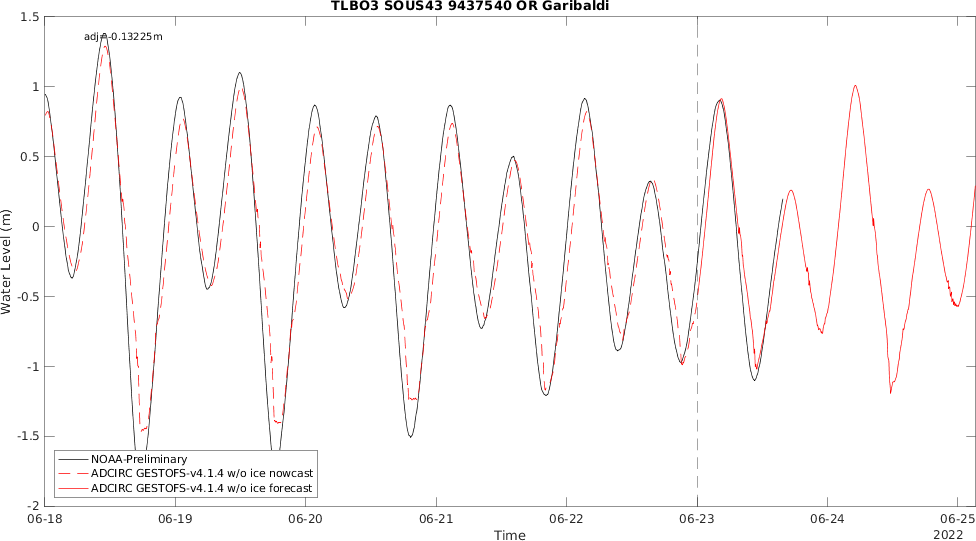 TLBO3 SOUS43 9437540 OR Garibaldi
adj=-0.13225m
1.5
1
0.5
0
-0.5
-1
-1.5
-2
Water Level (m)
NOAA-Preliminary
ADCIRC GESTOFS-v4.1.4 w/o ice nowcast
ADCIRC GESTOFS-v4.1.4 w/o ice forecast
06-18 06-19 06-20 06-21 06-22 06-23 06-24 06-25
Time
2022